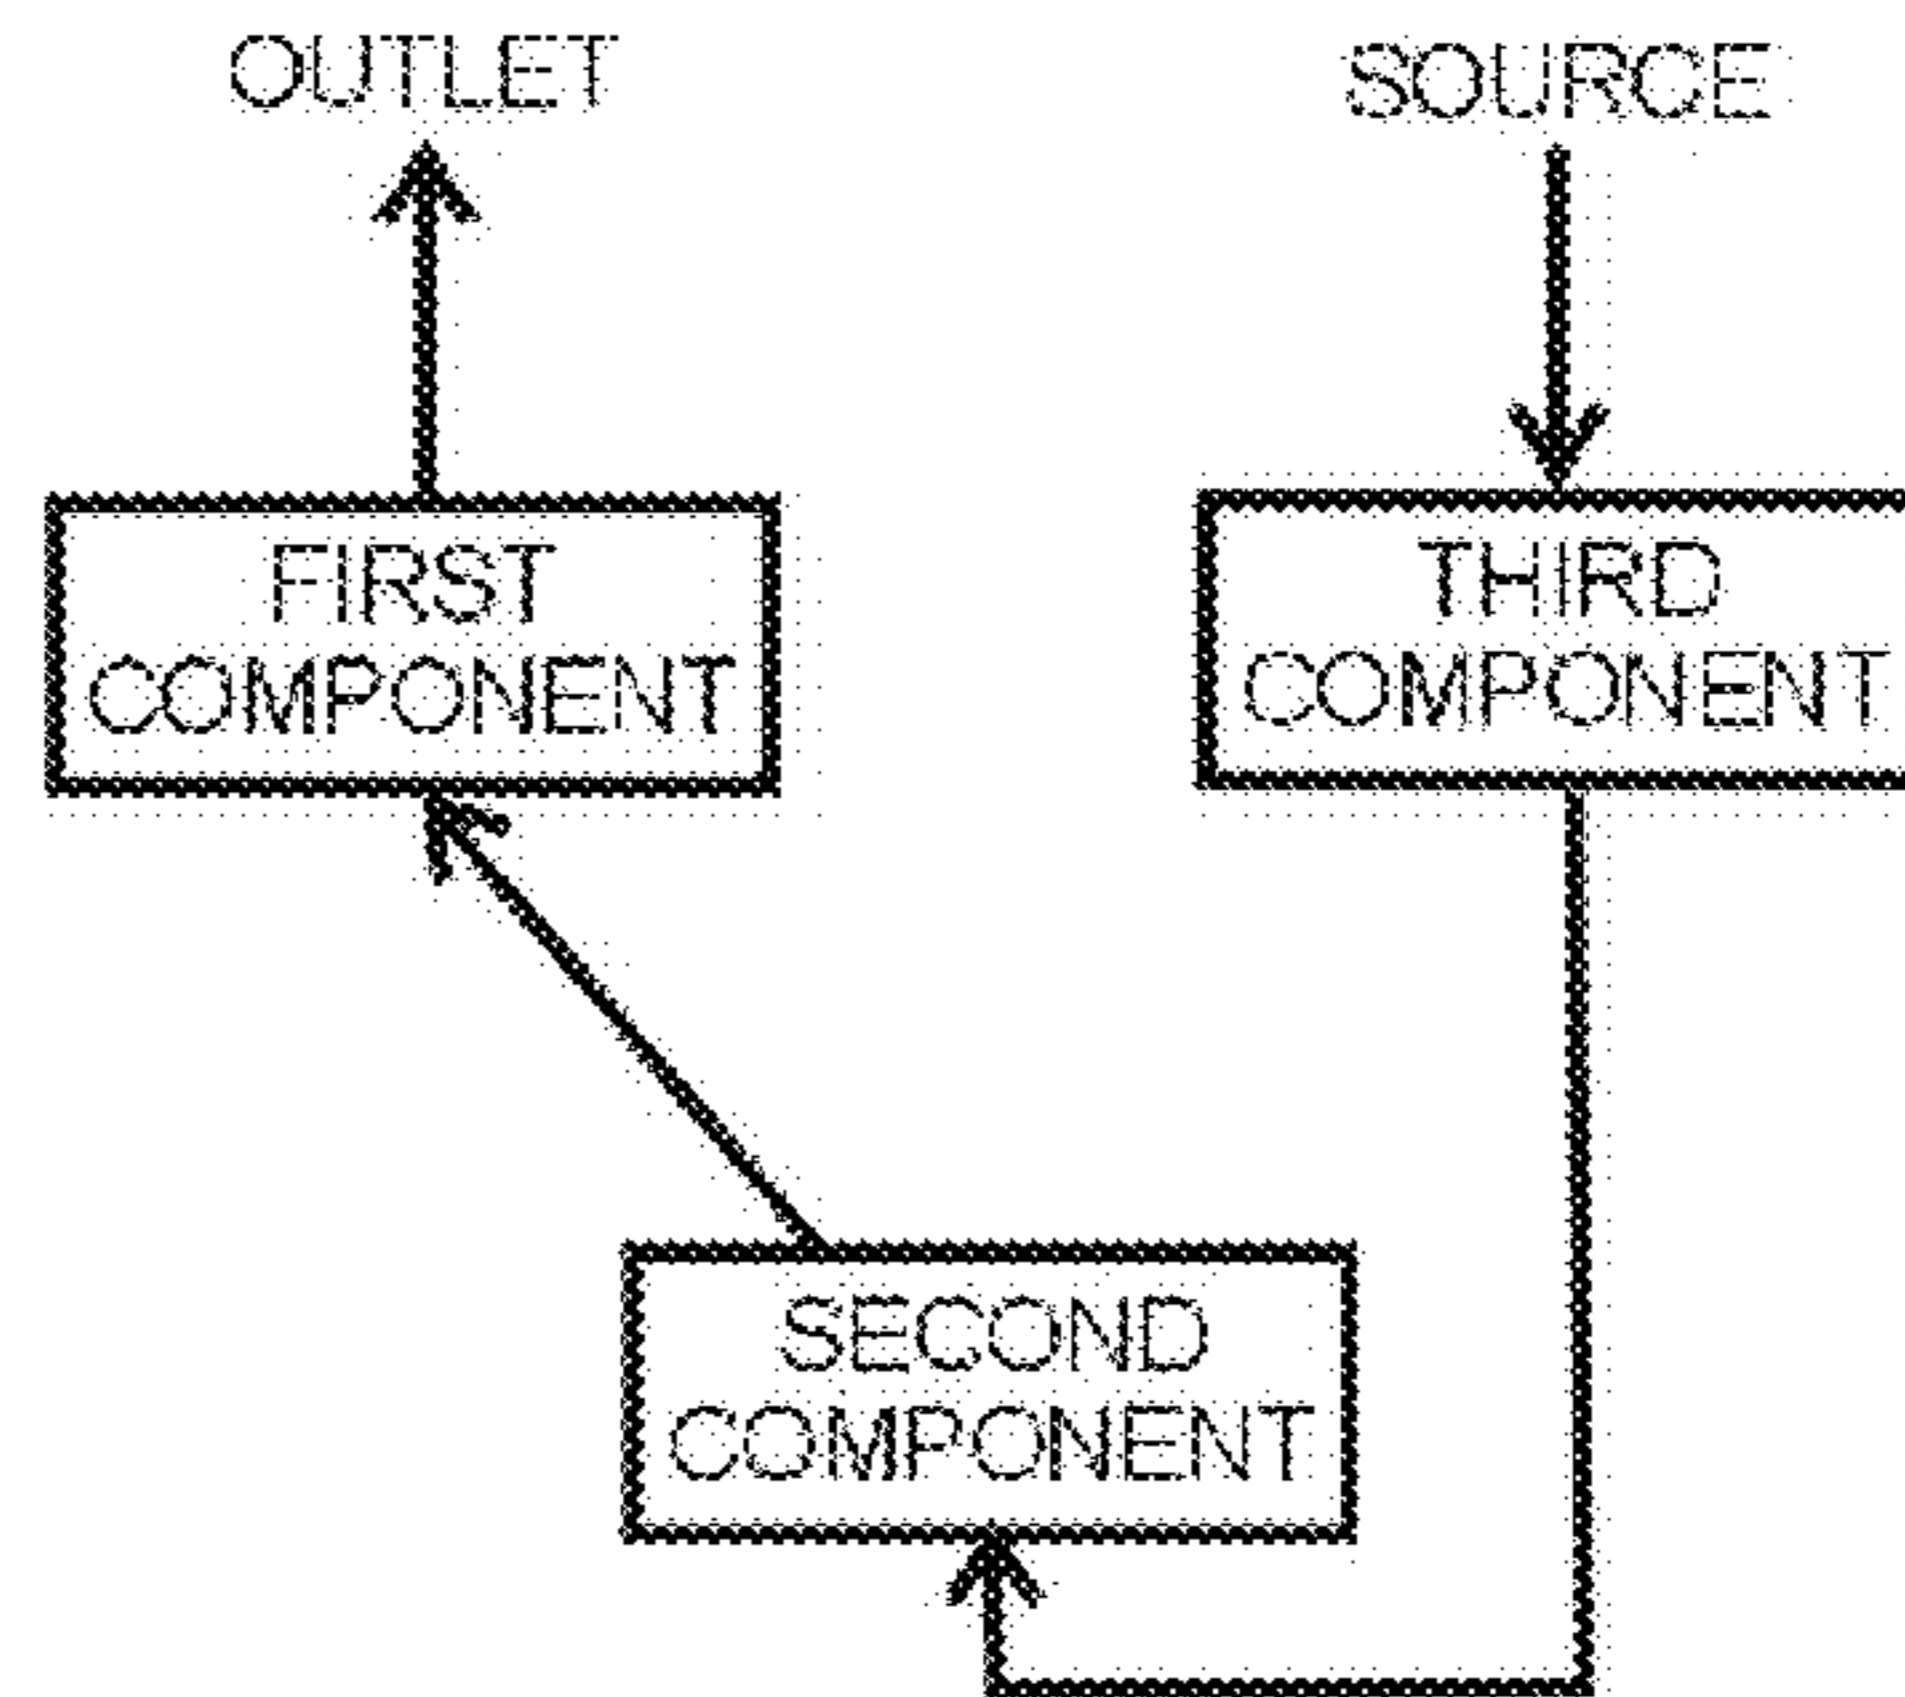 OUTLET
SOURCE
FIRST
COMPONENT
THIRD
COMPONENT
SECOND
COMPONENT